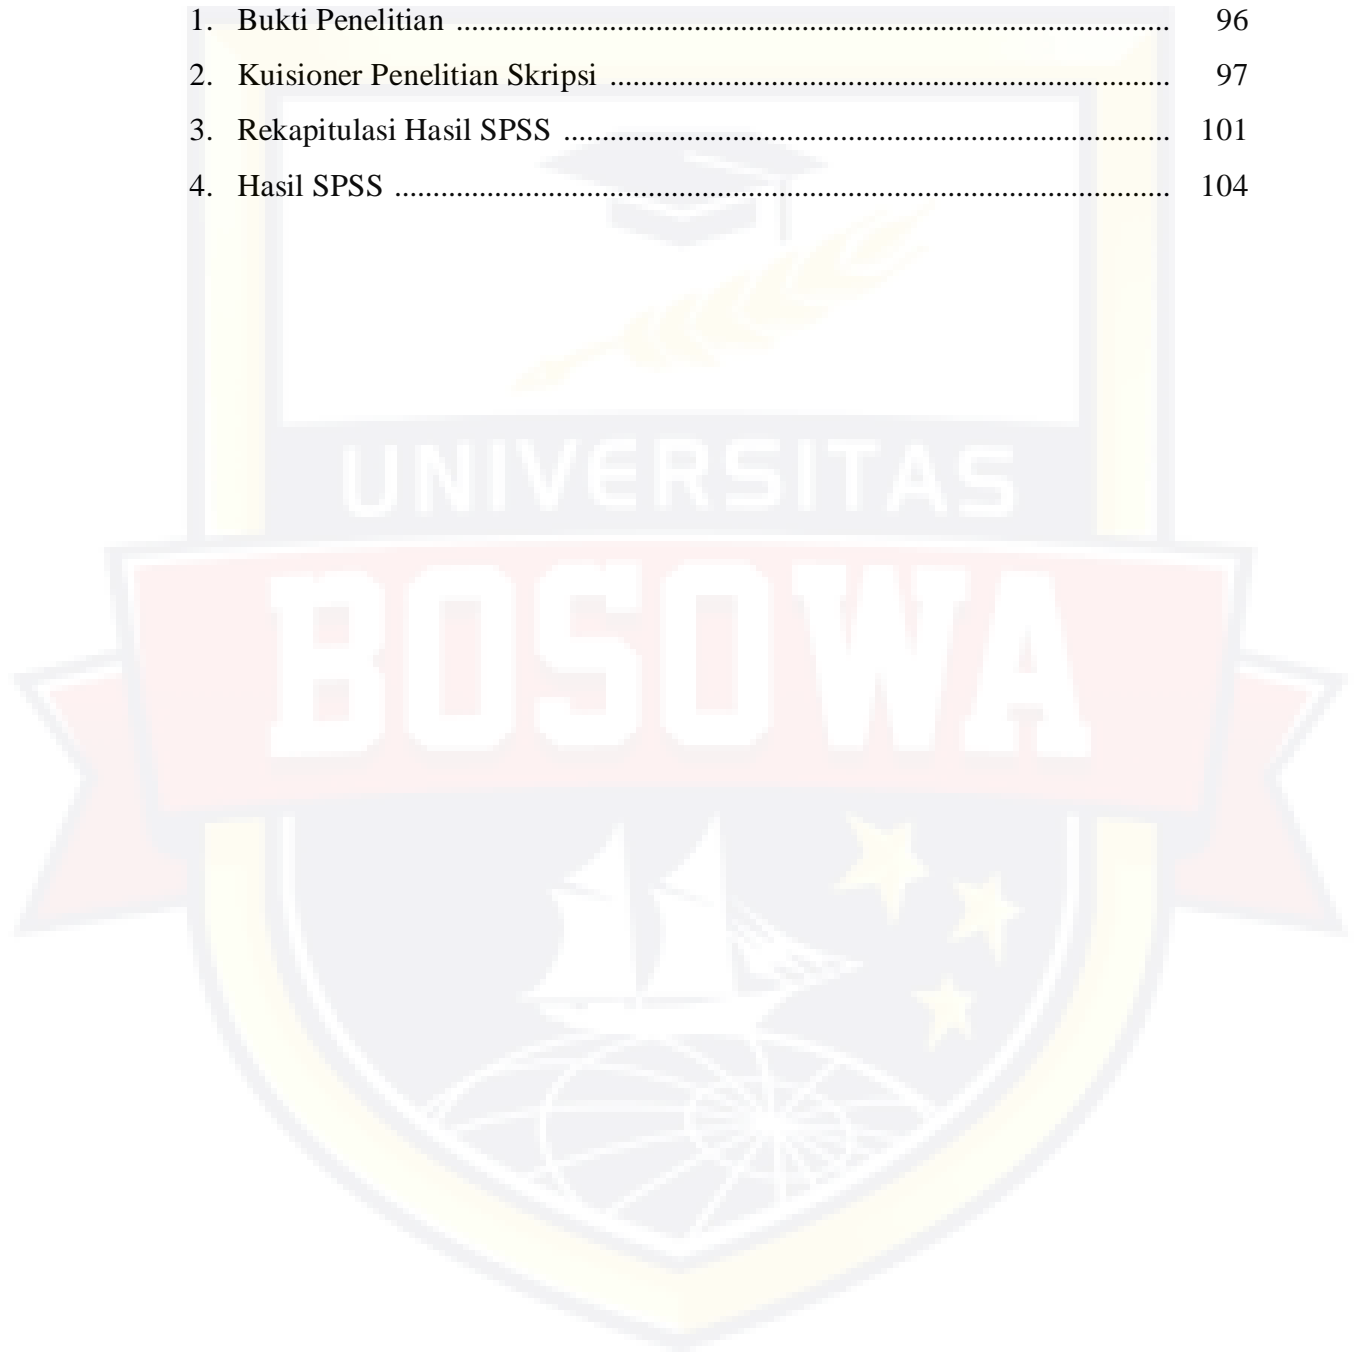 1. Bukti Penelitian ........................................................................................... 96
2. Kuisioner Penelitian Skripsi ....................................................................... 97
3. Rekapitulasi Hasil SPSS ............................................................................. 101
4. Hasil SPSS ................................................................................................... 104
UNIVERSITAS
BOSOWA